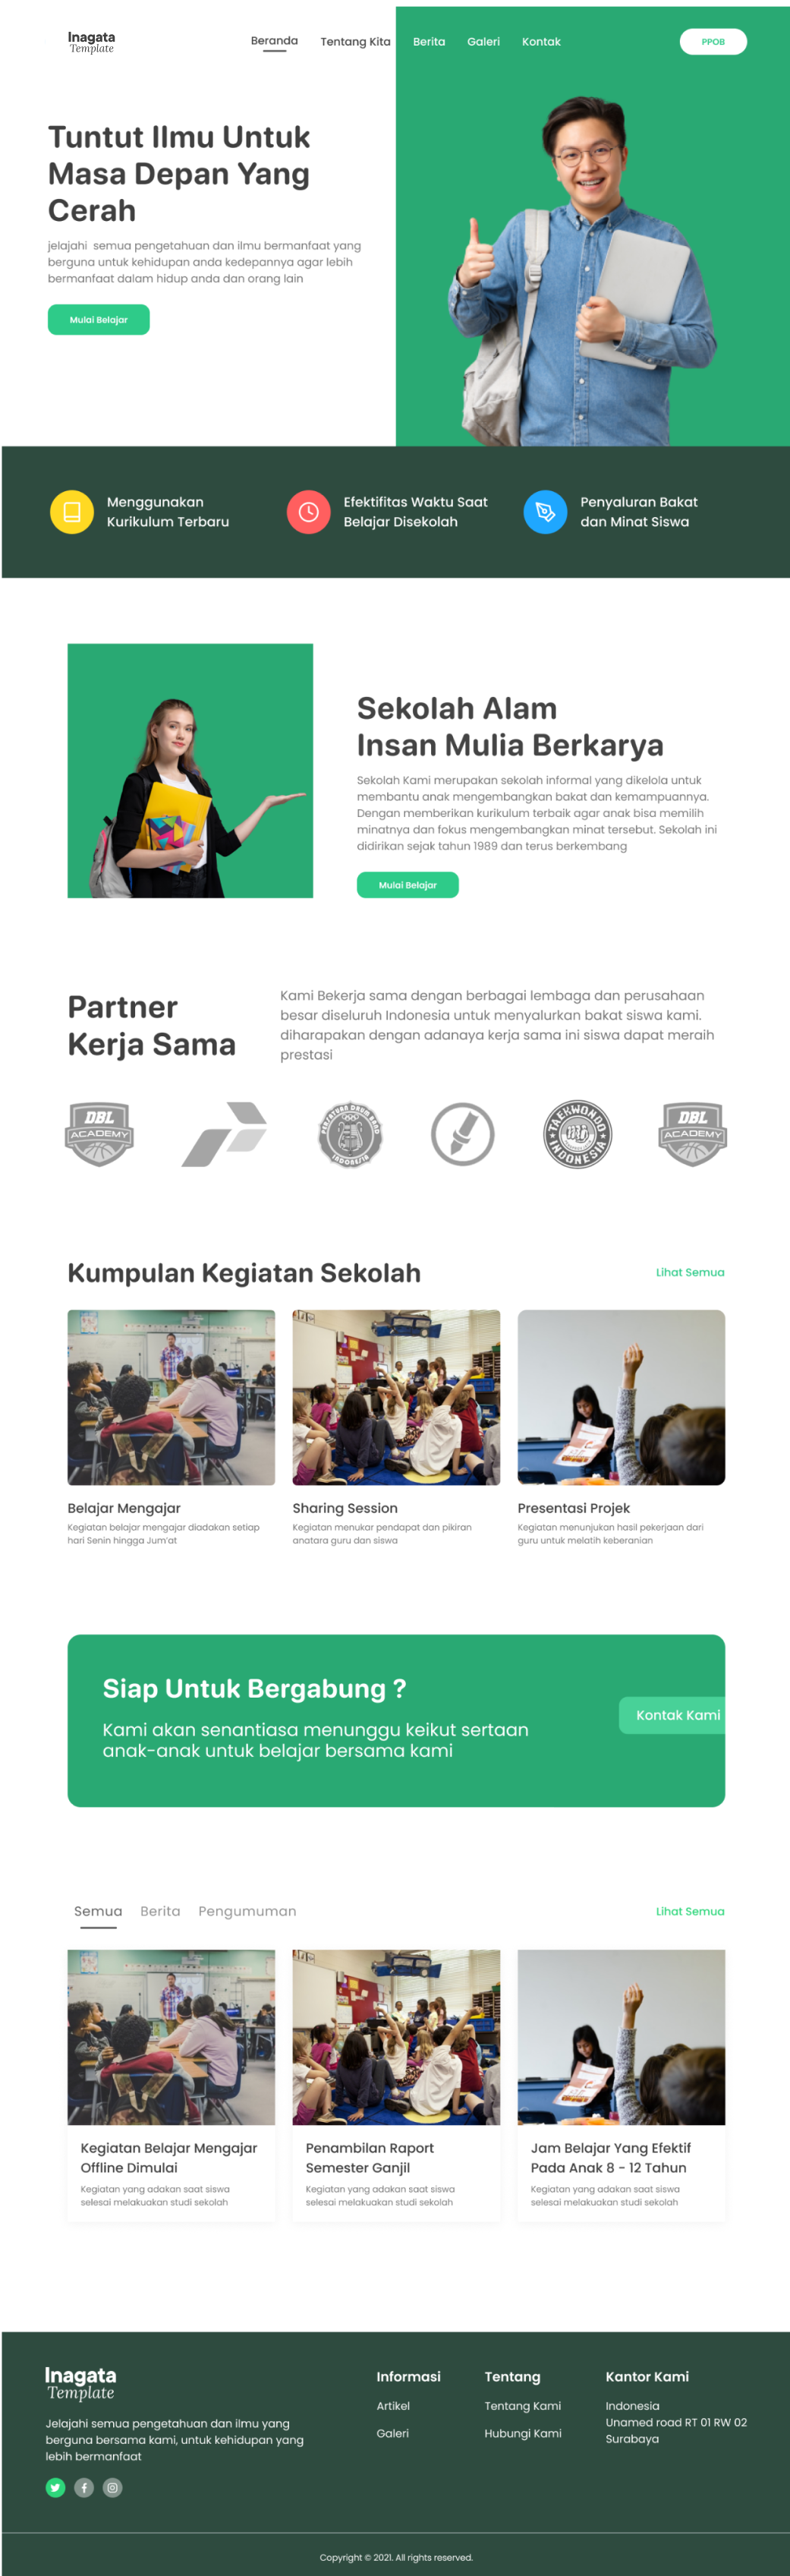 Inagata
Template
Beranda
Tentang Kita
Berita
Galeri
Kontak
PPOB
Tuntut Ilmu Untuk
Masa Depan Yang
Cerah
jelajahi semua pengetahuan dan ilmu bermanfaat yang
berguna untuk kehidupan anda kedepannya agar lebih
bermanfaat dalam hidup anda dan orang lain
Mulai Belajar
Menggunakan
Kurikulum Terbaru
Efektifitas Waktu Saat
Belajar Disekolah
Penyaluran Bakat
dan Minat Siswa
Sekolah Alam
Insan Mulia Berkarya
Sekolah Kami merupakan sekolah informal yang dikelola untuk
membantu anak mengembangkan bakat dan kemampuannya.
Dengan memberikan kurikulum terbaik agar anak bisa memilih
minatnya dan fokus mengembangkan minat tersebut. Sekolah ini
didirikan sejak tahun 1989 dan terus berkembang
Mulai Belajar
Partner
Kerja Sama
Kami Bekerja sama dengan berbagai lembaga dan perusahaan
besar diseluruh Indonesia untuk menyalurkan bakat siswa kami.
diharapakan dengan adanaya kerja sama ini siswa dapat meraih
prestasi
DBL
ACADEMY
PERSATUAN DRUM BAND
INDONESIA
TAEKWONDO
INDONESIA
DBL
ACADEMY
Kumpulan Kegiatan Sekolah
Lihat Semua
Belajar Mengajar
Kegiatan belajar mengajar diadakan setiap
hari Senin hingga Jum'at
Sharing Session
Kegiatan menukar pendapat dan pikiran
anatara guru dan siswa
Presentasi Projek
Kegiatan menunjukan hasil pekerjaan dari
guru untuk melatih keberanian
Siap Untuk Bergabung ?
Kami akan senantiasa menunggu keikut sertaan
anak-anak untuk belajar bersama kami
Kontak Kami
Semua
Berita
Pengumuman
Lihat Semua
Kegiatan Belajar Mengajar
Offline Dimulai
Kegiatan yang adakan saat siswa
selesai melakuakan studi sekolah
Penambilan Raport
Semester Ganjil
Kegiatan yang adakan saat siswa
selesai melakuakan studi sekolah
Jam Belajar Yang Efektif
Pada Anak 8 - 12 Tahun
Kegiatan yang adakan saat siswa
selesai melakuakan studi sekolah
Inagata
Template
Jelajahi semua pengetahuan dan ilmu yang
berguna bersama kami, untuk kehidupan yang
lebih bermanfaat
Informasi
Artikel
Galeri
Tentang
Tentang Kami
Hubungi Kami
Kantor Kami
Indonesia
Unamed road RT 01 RW 02
Surabaya
Copyright © 2021. All rights reserved.